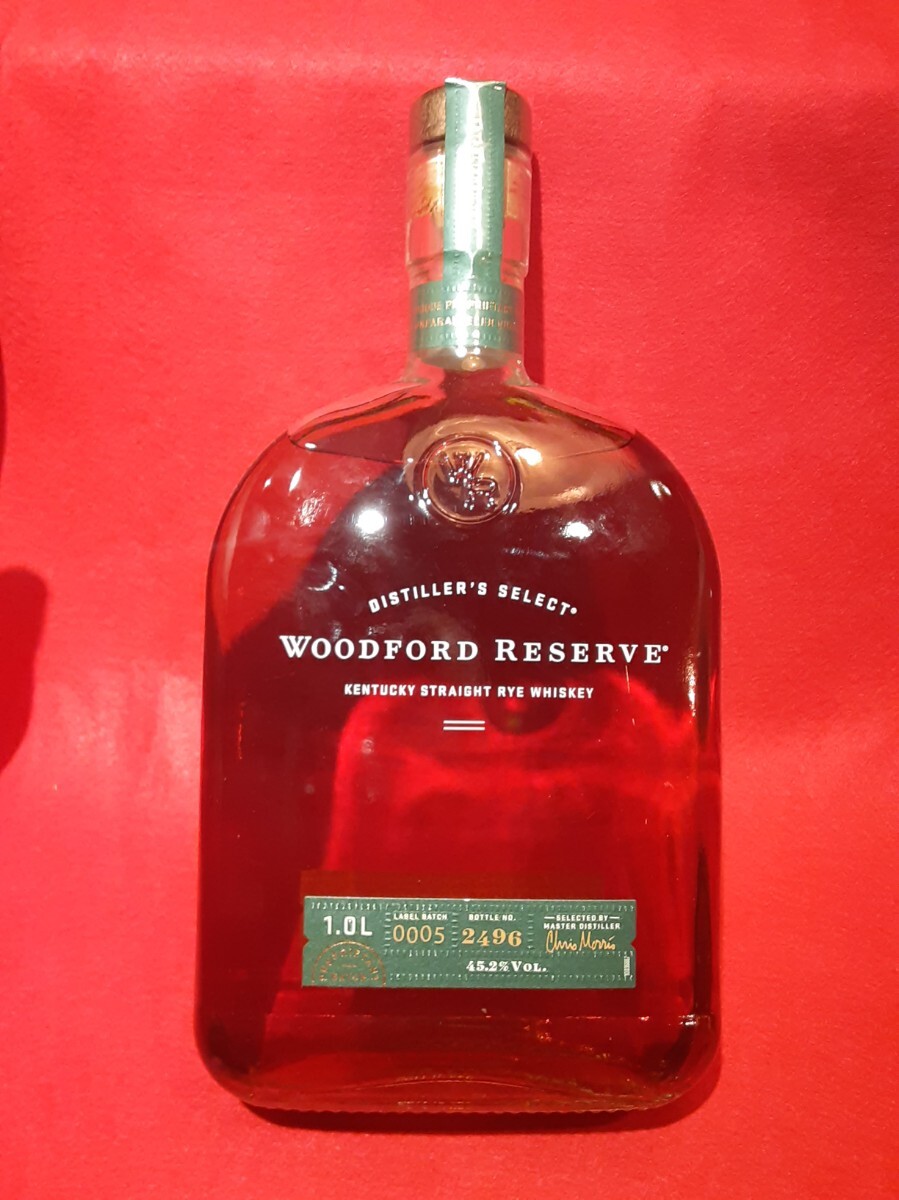 WR
DISTILLER'S SELECT®
WOODFORD RESERVE®
KENTUCKY STRAIGHT RYE WHISKEY
1.0L
LABEL BATCH
0005
BOTTLE NO.
2496
45.2% VOL.
SELECTED BY
MASTER DISTILLER
Chris Morris